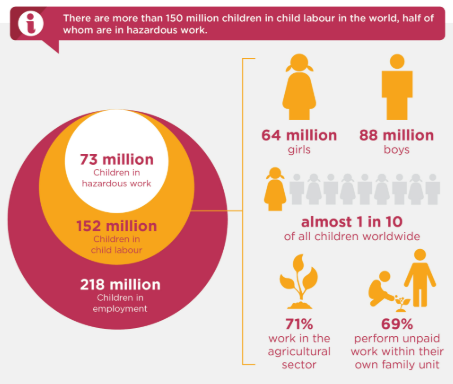 There are more than 150 million children in child labour in the world, half of
whom are in hazardous work.
73 million
Children in
hazardous work
152 million
Children in
child labour
218 million
Children in
employment
64 million
girls
88 million
boys
almost 1 in 10
of all children worldwide
71%
work in the
agricultural
sector
69%
perform unpaid
work within their
own family unit